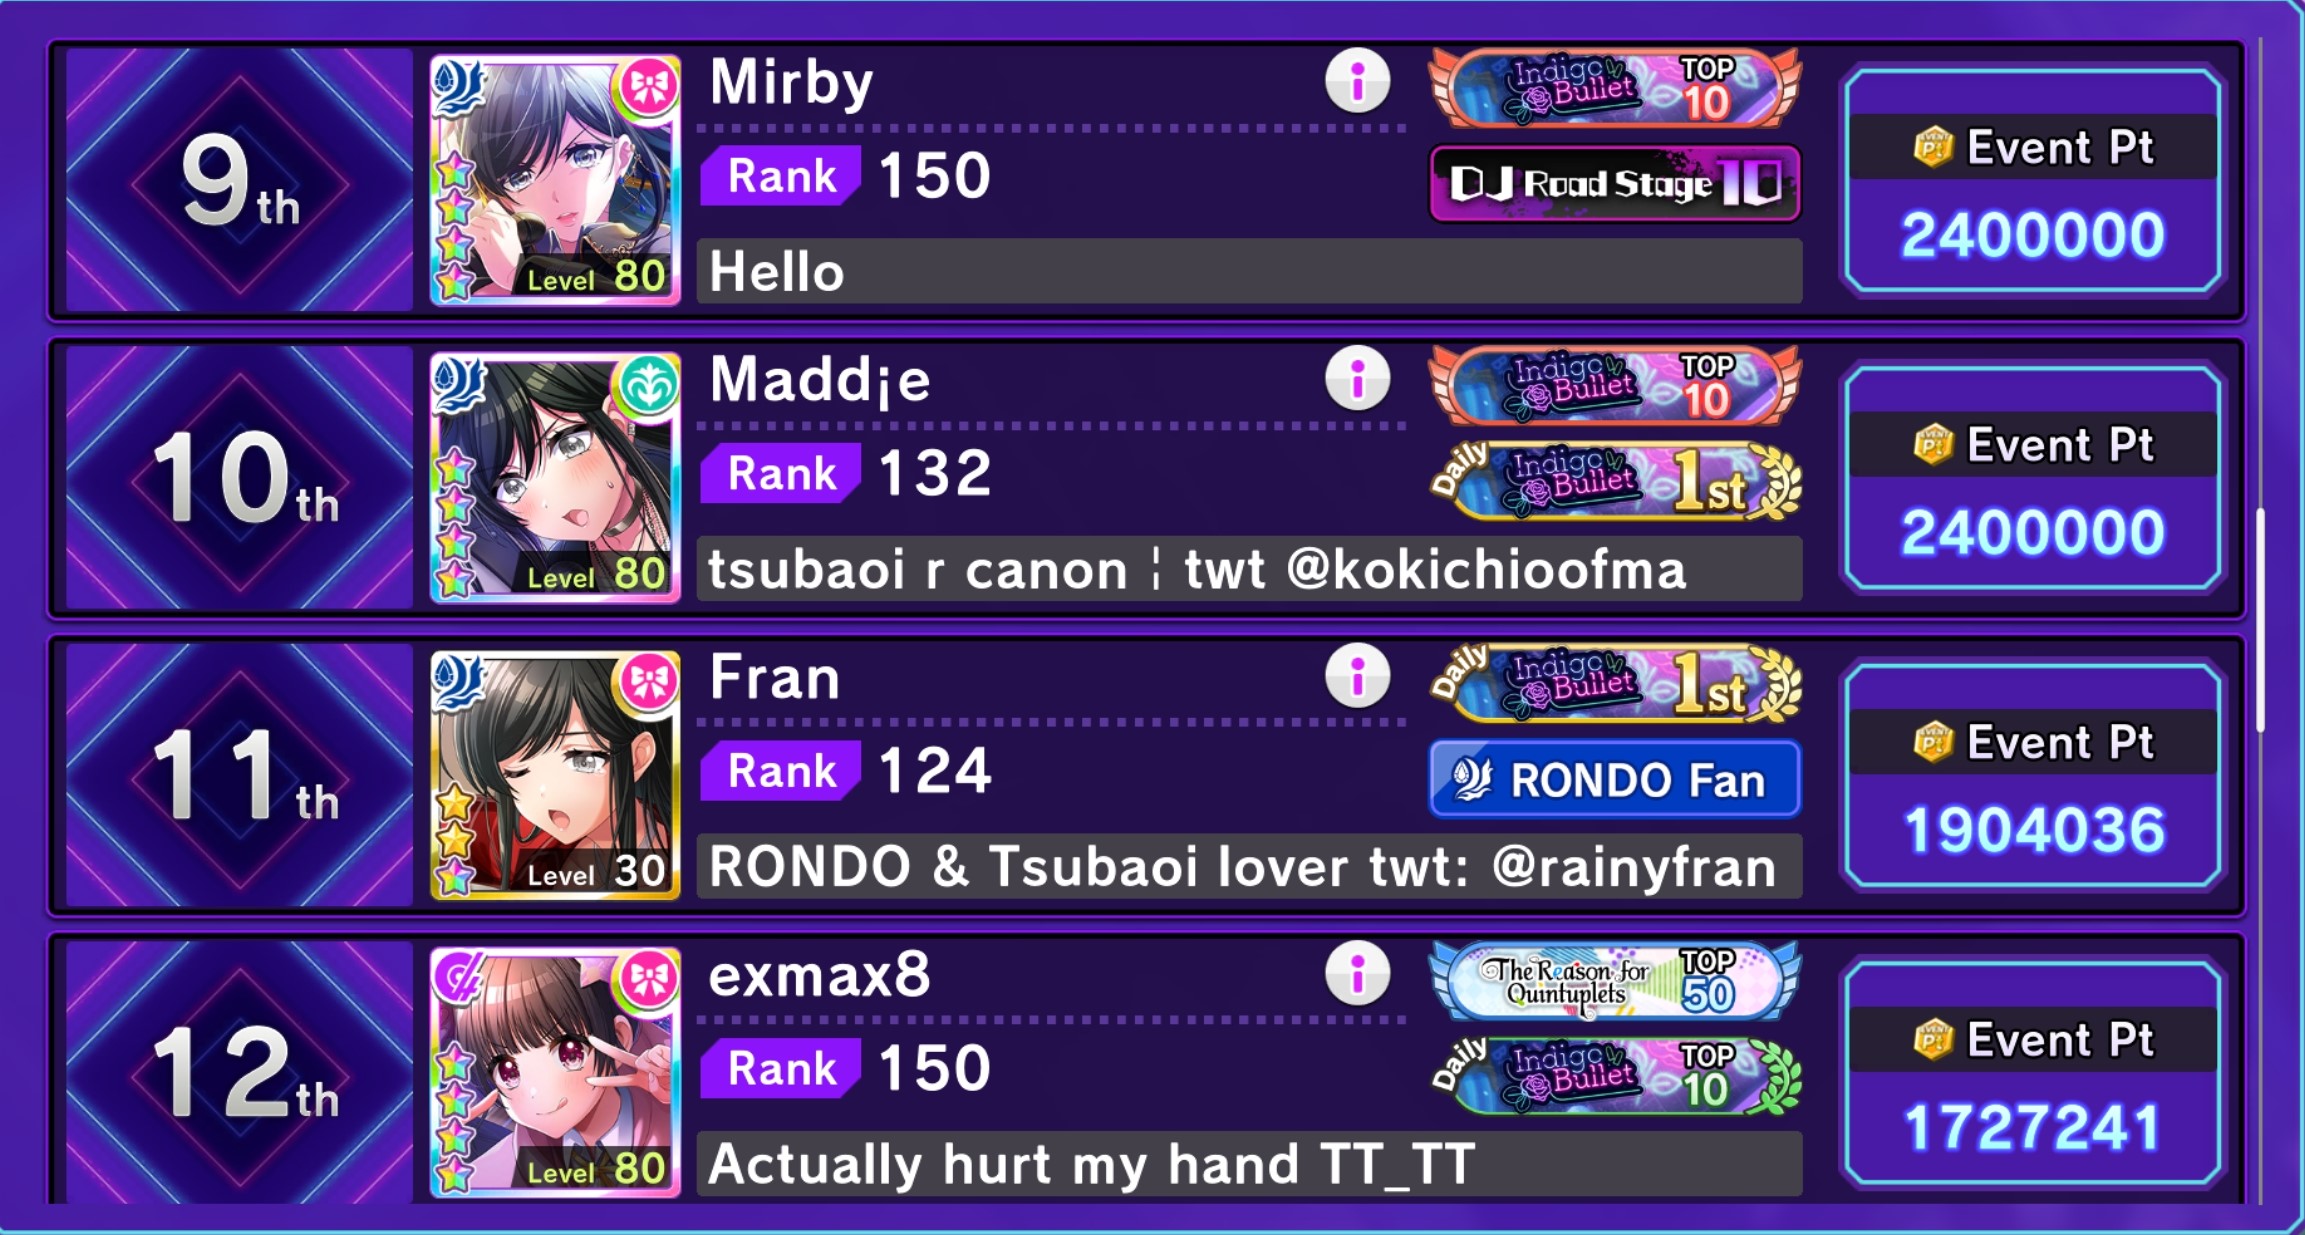 9th
Level 80
Mirby
Rank 150
Hello
Indigo Bullet TOP 10
DJ Road Stage 10
Event Pt
2400000
10th
Level 80
Madd¡e
Rank 132
tsubaoi r canon ¦ twt @kokichioofma
Indigo Bullet TOP 10
Daily Indigo Bullet 1st
Event Pt
2400000
11th
Level 30
Fran
Rank 124
RONDO & Tsubaoi lover twt: @rainyfran
Daily Indigo Bullet 1st
RONDO Fan
Event Pt
1904036
12th
Level 80
exmax8
Rank 150
Actually hurt my hand TT_TT
The Reason for Quintuplets TOP 50
Daily Indigo Bullet TOP 10
Event Pt
1727241